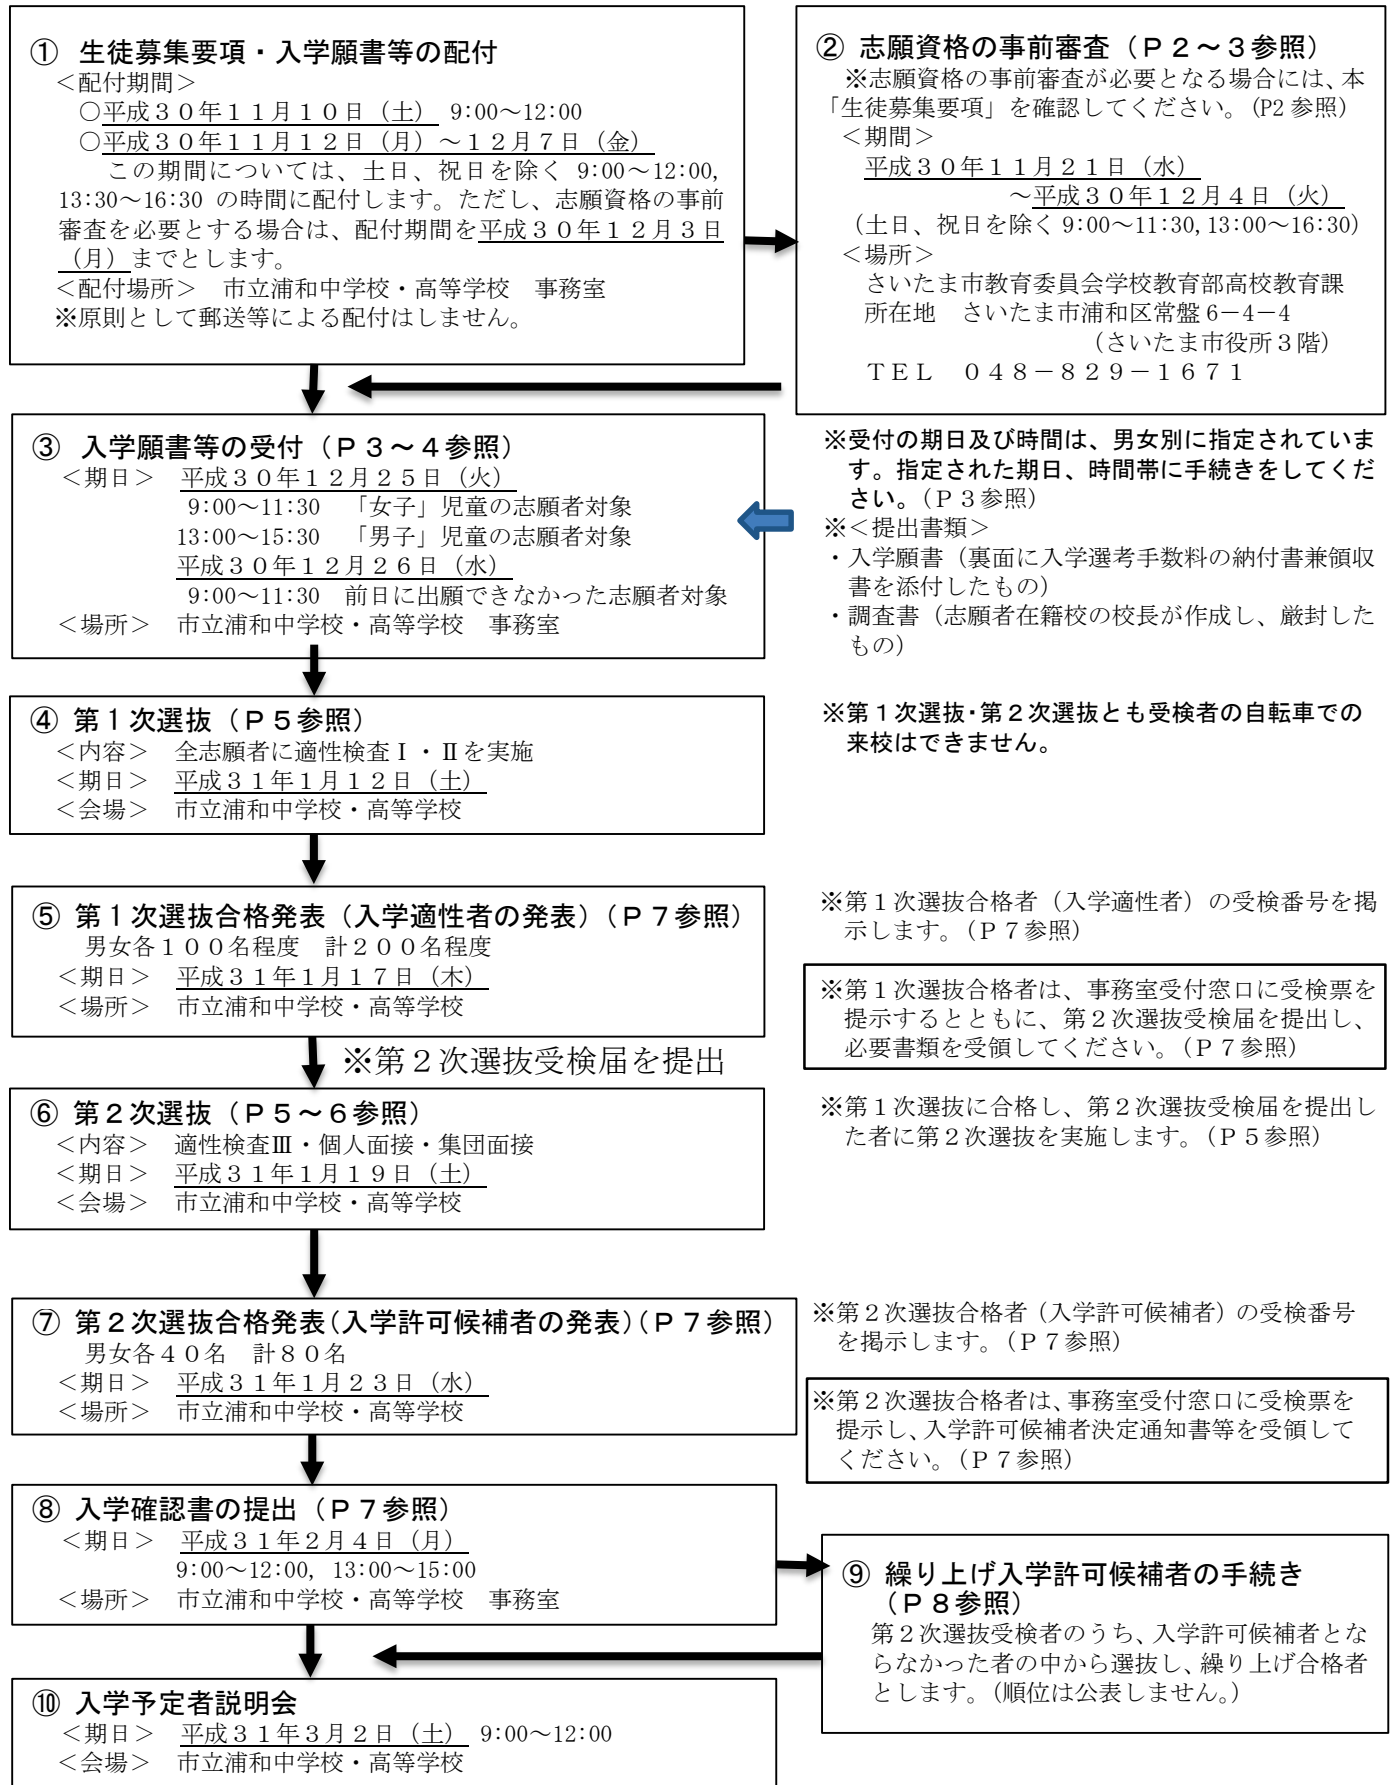 ① 生徒募集要項・入学願書等の配付
＜配付期間＞
○平成３０年１１月１０日（土） 9:00～12:00
○平成３０年１１月１２日（月）～１２月７日（金）
この期間については、土日、祝日を除く 9:00～12:00,
13:30～16:30 の時間に配付します。ただし、志願資格の事前
審査を必要とする場合は、配付期間を平成３０年１２月３日
（月）までとします。
＜配付場所＞　市立浦和中学校・高等学校　事務室
※原則として郵送等による配付はしません。
② 志願資格の事前審査（Ｐ２～３参照）
※志願資格の事前審査が必要となる場合には、本
「生徒募集要項」を確認してください。(P2 参照)
＜期間＞
平成３０年１１月２１日（水）
～平成３０年１２月４日（火）
（土日、祝日を除く 9:00～11:30,13:00～16:30）
＜場所＞
さいたま市教育委員会学校教育部高校教育課
所在地　さいたま市浦和区常盤 6－4－4
（さいたま市役所３階）
ＴＥＬ　０４８－８２９－１６７１
③ 入学願書等の受付（Ｐ３～４参照）
＜期日＞　平成３０年１２月２５日（火）
9:00～11:30　「女子」児童の志願者対象
13:00～15:30　「男子」児童の志願者対象
平成３０年１２月２６日（水）
9:00～11:30　前日に出願できなかった志願者対象
＜場所＞　市立浦和中学校・高等学校　事務室
※受付の期日及び時間は、男女別に指定されていま
す。指定された期日、時間帯に手続きをしてくだ
さい。（Ｐ３参照）
※＜提出書類＞
・入学願書（裏面に入学選考手数料の納付書兼領収
書を添付したもの）
・調査書（志願者在籍校の校長が作成し、厳封した
もの）
④ 第１次選抜（Ｐ５参照）
＜内容＞　全志願者に適性検査Ⅰ・Ⅱを実施
＜期日＞　平成３１年１月１２日（土）
＜会場＞　市立浦和中学校・高等学校
※第１次選抜・第２次選抜とも受検者の自転車での
来校はできません。
⑤ 第１次選抜合格発表（入学適性者の発表）（Ｐ７参照）
男女各１００名程度　計２００名程度
＜期日＞　平成３１年１月１７日（木）
＜場所＞　市立浦和中学校・高等学校
※第１次選抜合格者（入学適性者）の受検番号を掲
示します。（Ｐ７参照）
※第１次選抜合格者は、事務室受付窓口に受検票を
提示するとともに、第２次選抜受検届を提出し、
必要書類を受領してください。（Ｐ７参照）
※第２次選抜受検届を提出
⑥ 第２次選抜（Ｐ５～６参照）
＜内容＞　適性検査Ⅲ・個人面接・集団面接
＜期日＞　平成３１年１月１９日（土）
＜会場＞　市立浦和中学校・高等学校
※第１次選抜に合格し、第２次選抜受検届を提出し
た者に第２次選抜を実施します。（Ｐ５参照）
⑦ 第２次選抜合格発表（入学許可候補者の発表）（Ｐ７参照）
男女各４０名　計８０名
＜期日＞　平成３１年１月２３日（水）
＜場所＞　市立浦和中学校・高等学校
※第２次選抜合格者（入学許可候補者）の受検番号
を掲示します。（Ｐ７参照）
※第２次選抜合格者は、事務室受付窓口に受検票を
提示し、入学許可候補者決定通知書等を受領して
ください。（Ｐ７参照）
⑧ 入学確認書の提出（Ｐ７参照）
＜期日＞　平成３１年２月４日（月）
9:00～12:00, 13:00～15:00
＜場所＞　市立浦和中学校・高等学校　事務室
⑨ 繰り上げ入学許可候補者の手続き
（Ｐ８参照）
第２次選抜受検者のうち、入学許可候補者とな
らなかった者の中から選抜し、繰り上げ合格者
とします。（順位は公表しません。）
⑩ 入学予定者説明会
＜期日＞　平成３１年３月２日（土） 9:00～12:00
＜会場＞　市立浦和中学校・高等学校